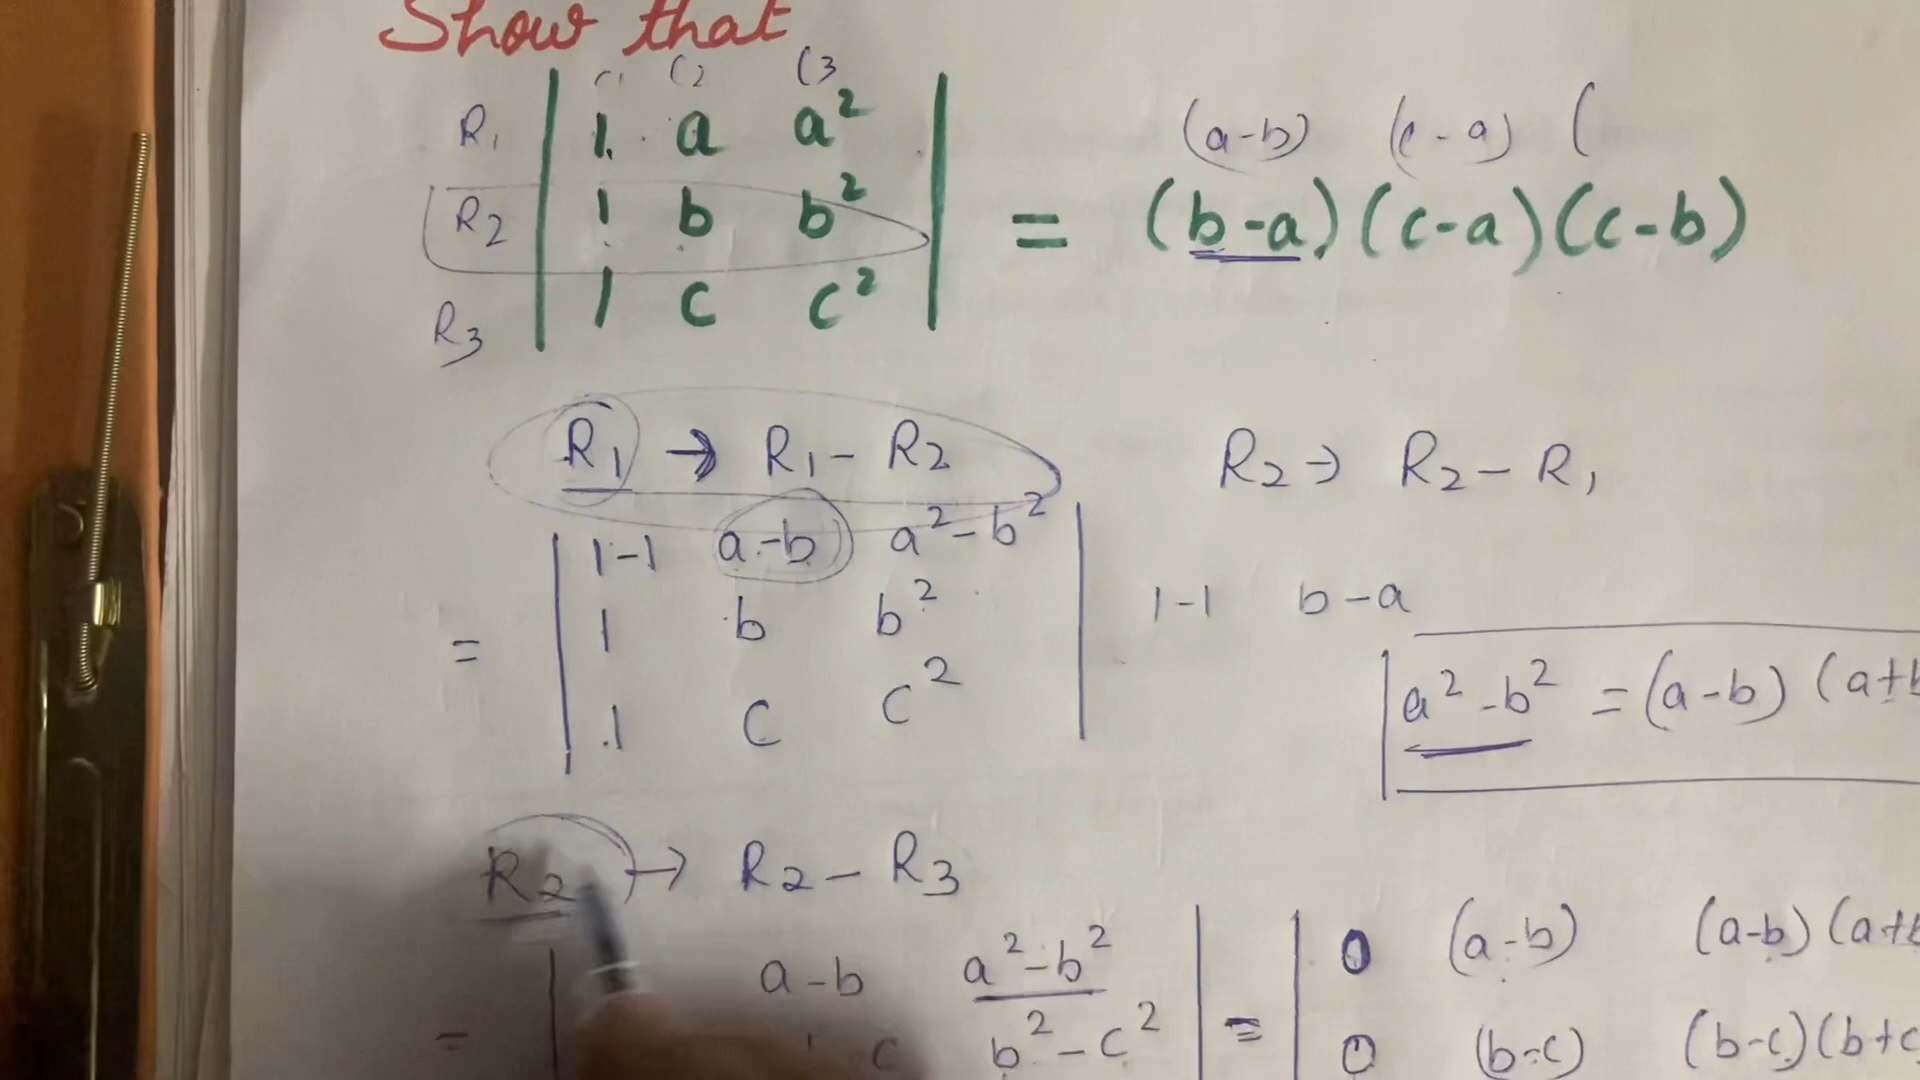 Show that
C1 C2 C3
R1 | 1 a a² | (a-b) (c-a) (
R2 | 1 b b² | = (b-a)(c-a)(c-b)
R3 | 1 c c² |
R1 → R1 - R2 R2 → R2 - R1
| 1-1 a-b a²-b² |
= | 1 b b² | 1-1 b-a
| 1 c c² | a²-b² = (a-b) (a+b
R2 → R2 - R3
| a-b a²-b² | | 0 (a-b) (a-b)(a+b
= | c b²-c² | = | 0 (b-c) (b-c)(b+c